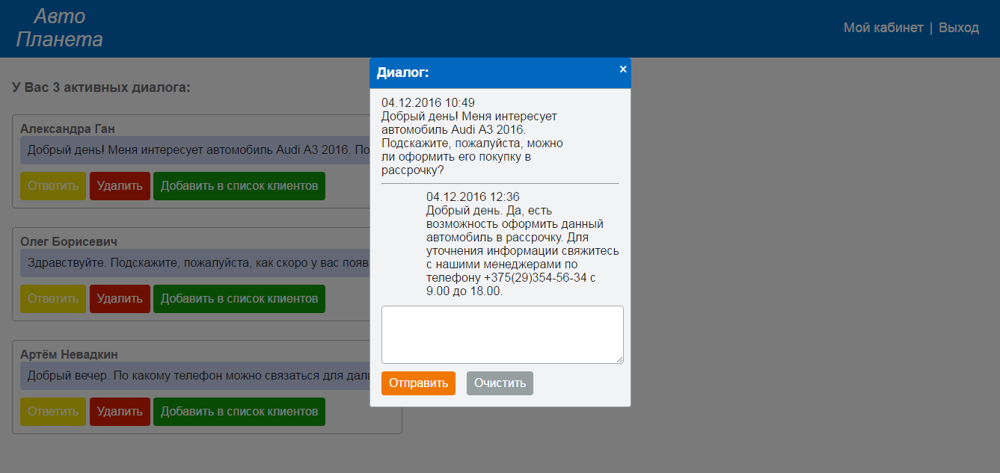 Авто
Планета
Мой кабинет | Выход
У Вас 3 активных диалога:
Александра Ган
Добрый день! Меня интересует автомобиль Audi A3 2016. По
Ответить Удалить Добавить в список клиентов
Олег Борисевич
Здравствуйте. Подскажите, пожалуйста, как скоро у вас появ
Ответить Удалить Добавить в список клиентов
Артём Невадкин
Добрый вечер. По какому телефон можно связаться для даль
Ответить Удалить Добавить в список клиентов
Диалог: ×
04.12.2016 10:49
Добрый день! Меня интересует
автомобиль Audi A3 2016.
Подскажите, пожалуйста, можно
ли оформить его покупку в
рассрочку?
04.12.2016 12:36
Добрый день. Да, есть
возможность оформить данный
автомобиль в рассрочку. Для
уточнения информации свяжитесь
с нашими менеджерами по
телефону +375(29)354-56-34 с
9.00 до 18.00.
Отправить Очистить